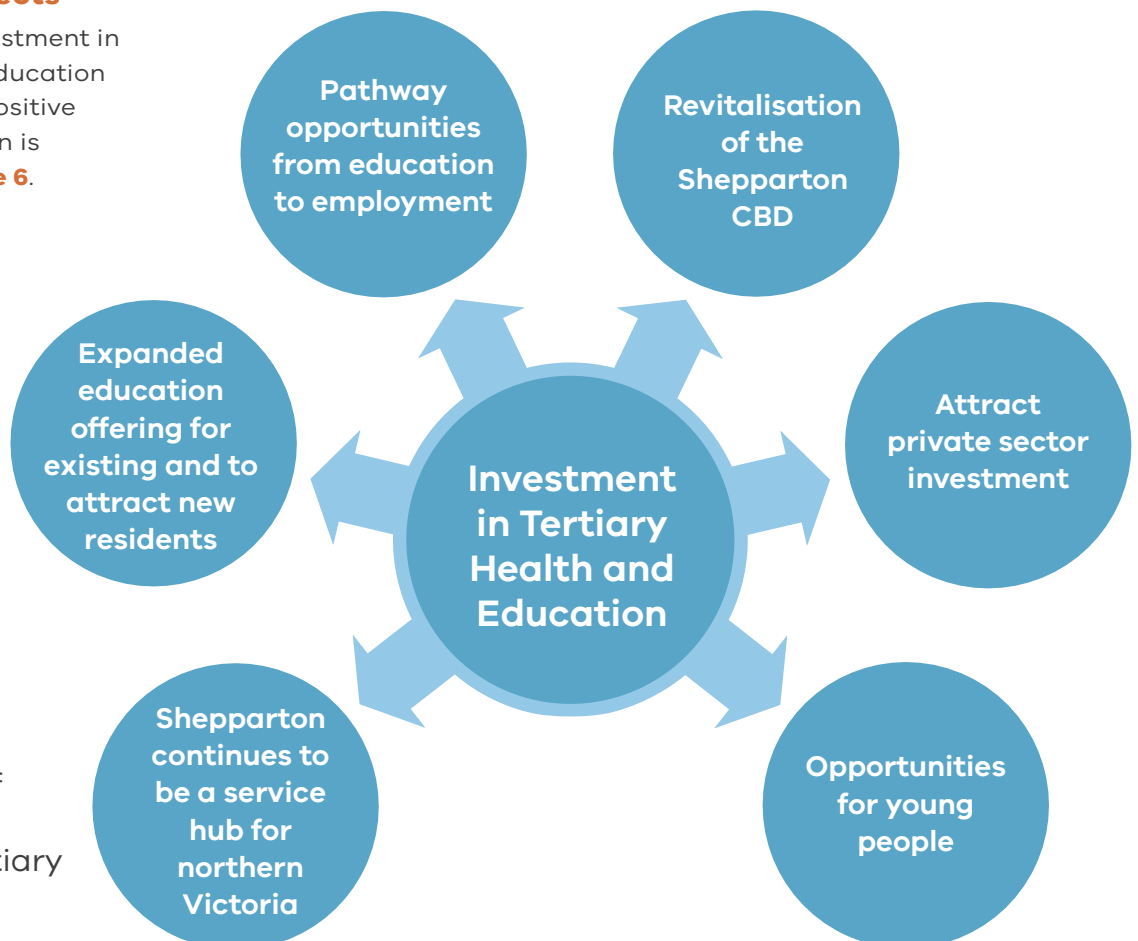 estment in
ducation
ositive
n is
e 6.
Pathway
opportunities
from education
to employment
Revitalisation
of the
Shepparton
CBD
Expanded
education
offering for
existing and to
attract new
residents
Attract
private sector
investment
Investment
in Tertiary
Health and
Education
Shepparton
continues to
be a service
hub for
northern
Victoria
Opportunities
for young
people
tiary